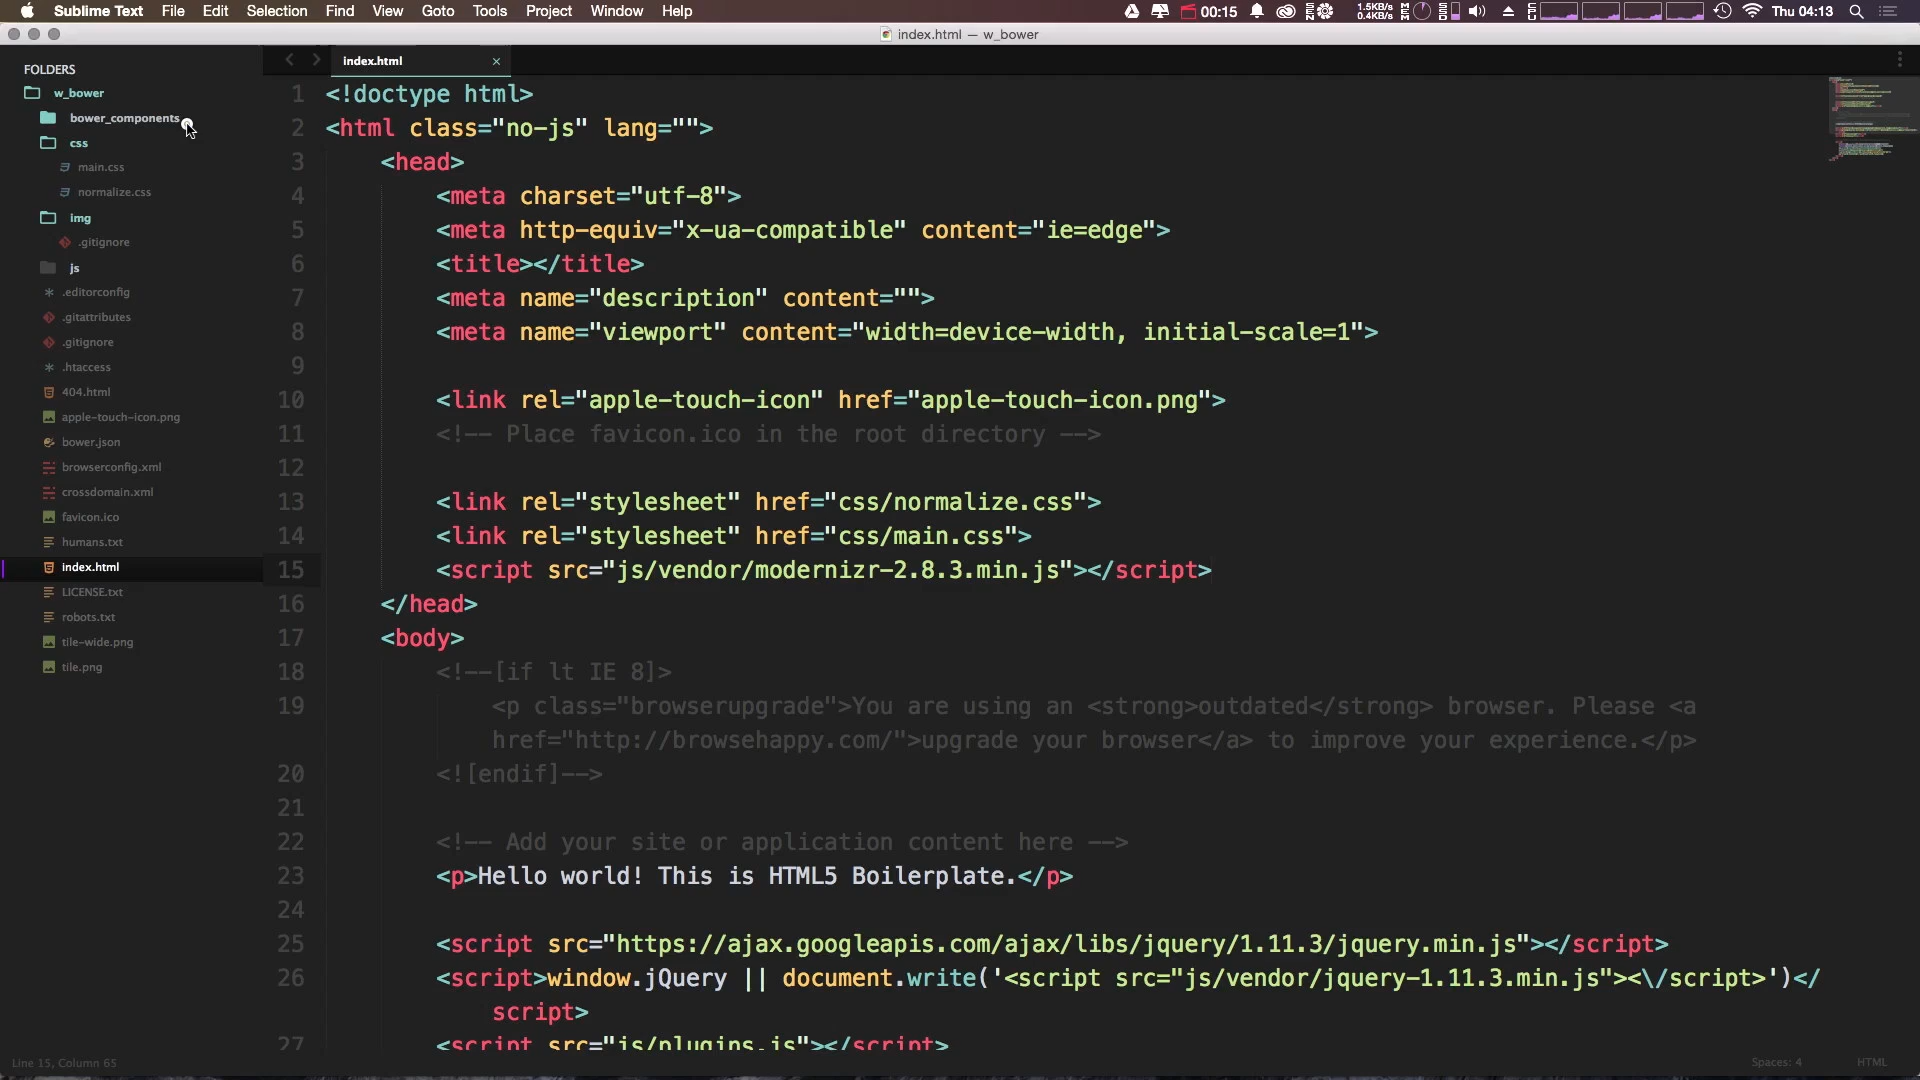 Sublime Text File Edit Selection Find View Goto Tools Project Window Help 00:15 1.5KB/s 0.4KB/s Thu 04:13
index.html — w_bower
FOLDERS
w_bower
bower_components
css
main.css
normalize.css
img
.gitignore
js
.editorconfig
.gitattributes
.gitignore
.htaccess
404.html
apple-touch-icon.png
bower.json
browserconfig.xml
crossdomain.xml
favicon.ico
humans.txt
index.html
LICENSE.txt
robots.txt
tile-wide.png
tile.png
index.html ×
1 <!doctype html>
2 <html class="no-js" lang="">
3 <head>
4 <meta charset="utf-8">
5 <meta http-equiv="x-ua-compatible" content="ie=edge">
6 <title></title>
7 <meta name="description" content="">
8 <meta name="viewport" content="width=device-width, initial-scale=1">
9
10 <link rel="apple-touch-icon" href="apple-touch-icon.png">
11 <!-- Place favicon.ico in the root directory -->
12
13 <link rel="stylesheet" href="css/normalize.css">
14 <link rel="stylesheet" href="css/main.css">
15 <script src="js/vendor/modernizr-2.8.3.min.js"></script>
16 </head>
17 <body>
18 <!--[if lt IE 8]>
19 <p class="browserupgrade">You are using an <strong>outdated</strong> browser. Please <a
href="http://browsehappy.com/">upgrade your browser</a> to improve your experience.</p>
20 <![endif]-->
21
22 <!-- Add your site or application content here -->
23 <p>Hello world! This is HTML5 Boilerplate.</p>
24
25 <script src="https://ajax.googleapis.com/ajax/libs/jquery/1.11.3/jquery.min.js"></script>
26 <script>window.jQuery || document.write('<script src="js/vendor/jquery-1.11.3.min.js"><\/script>')</
script>
27 <script src="js/plugins.js"></script>
Line 15, Column 65
Spaces: 4 HTML